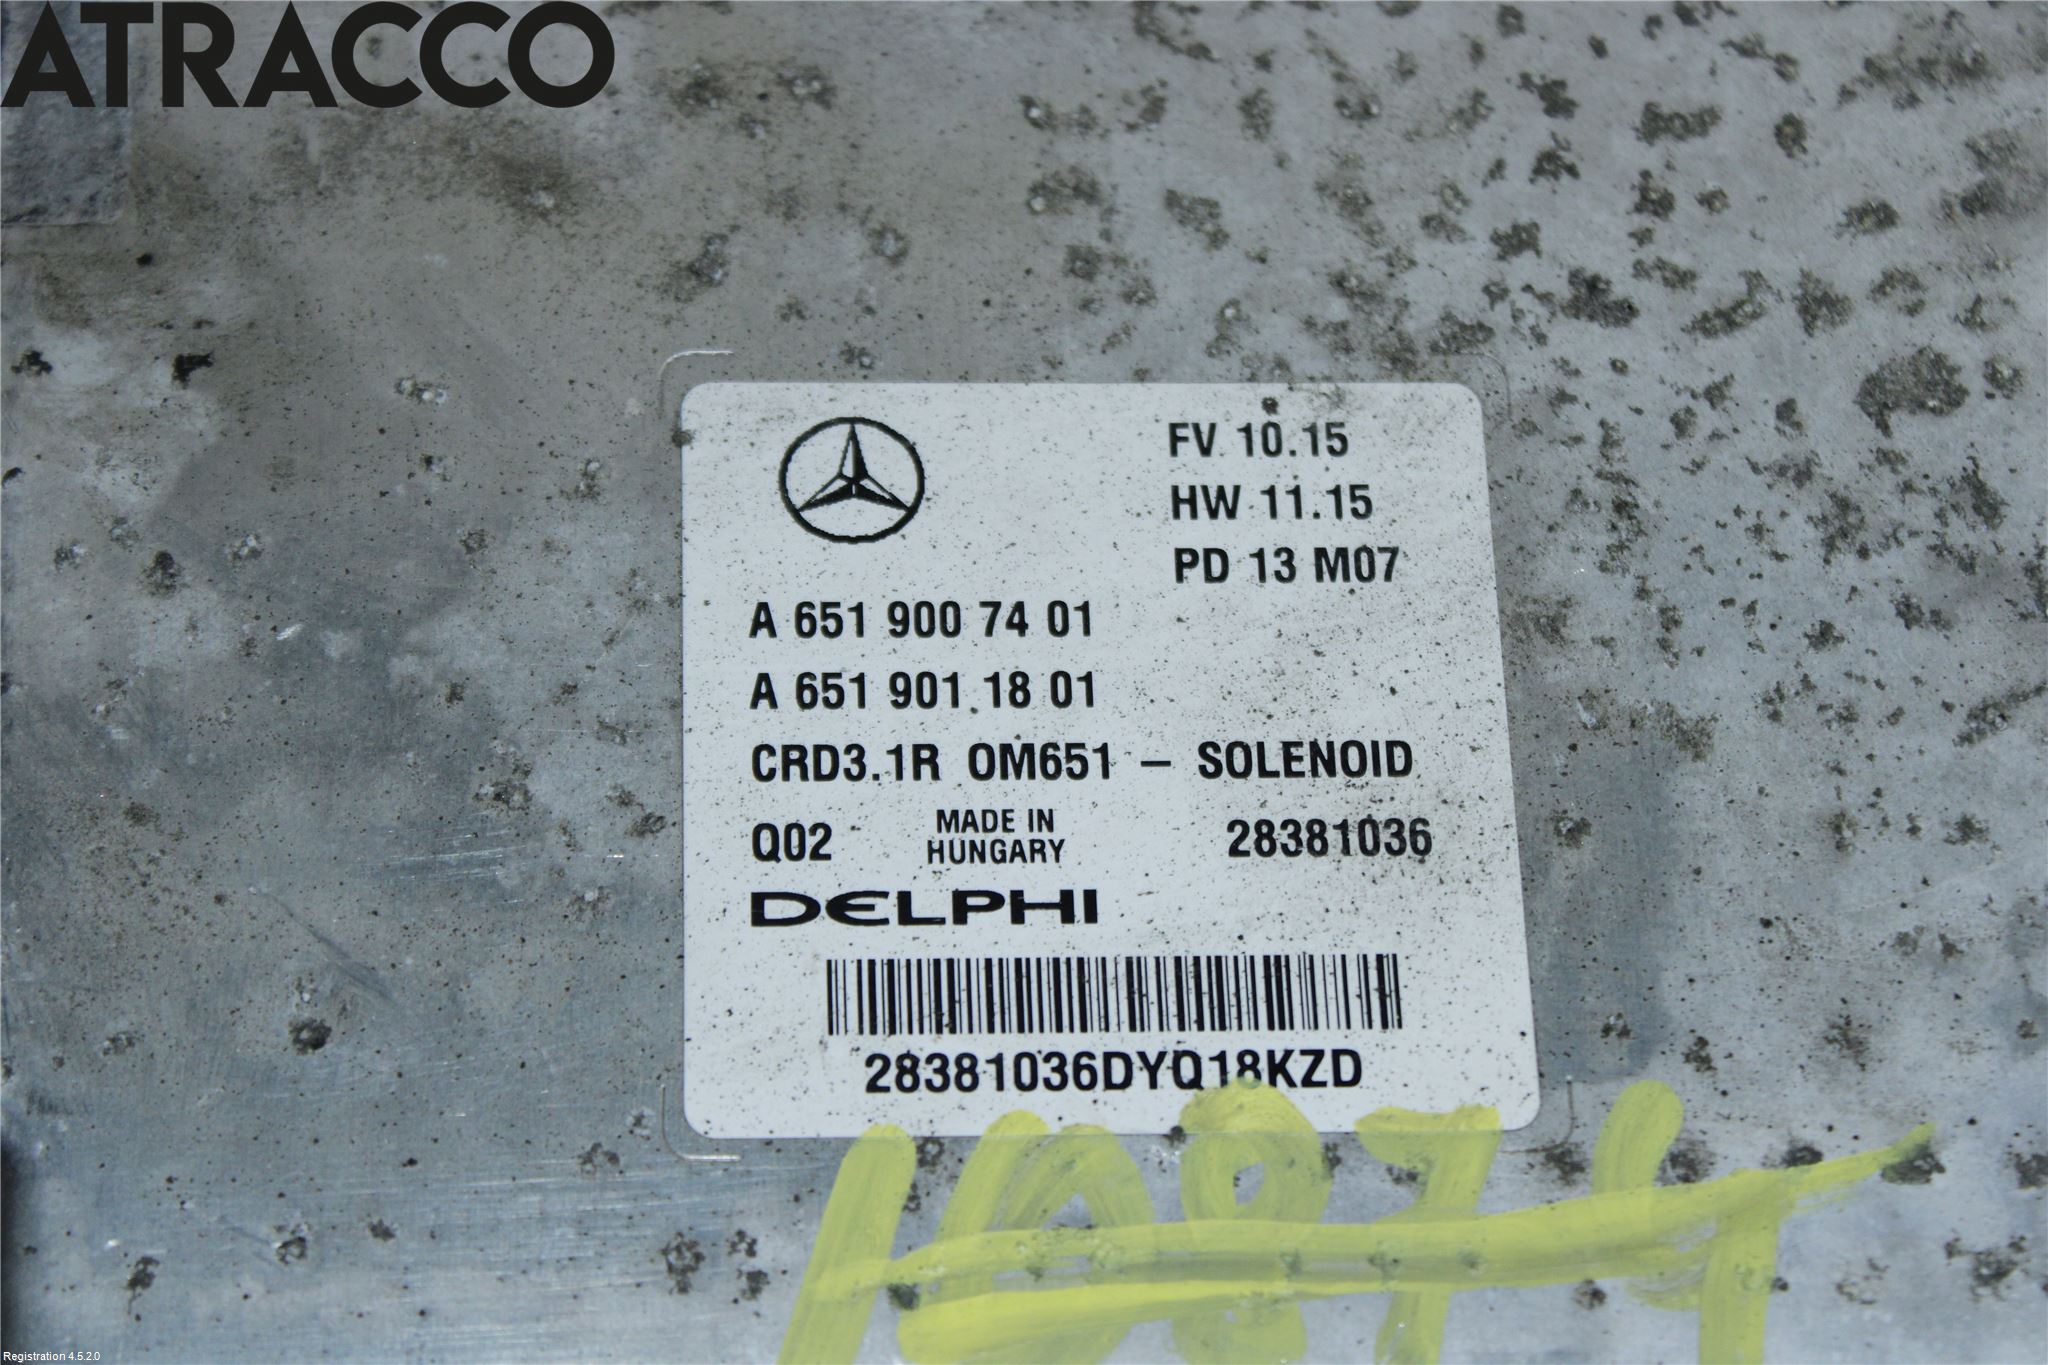 ATRACCO
FV 10.15
HW 11.15
PD 13 M07
A 651 900 74 01
A 651 901 18 01
CRD3.1R OM651 – SOLENOID
Q02 MADE IN HUNGARY 28381036
DELPHI
28381036DYQ18KZD
10874
Registration 4.5.2.0